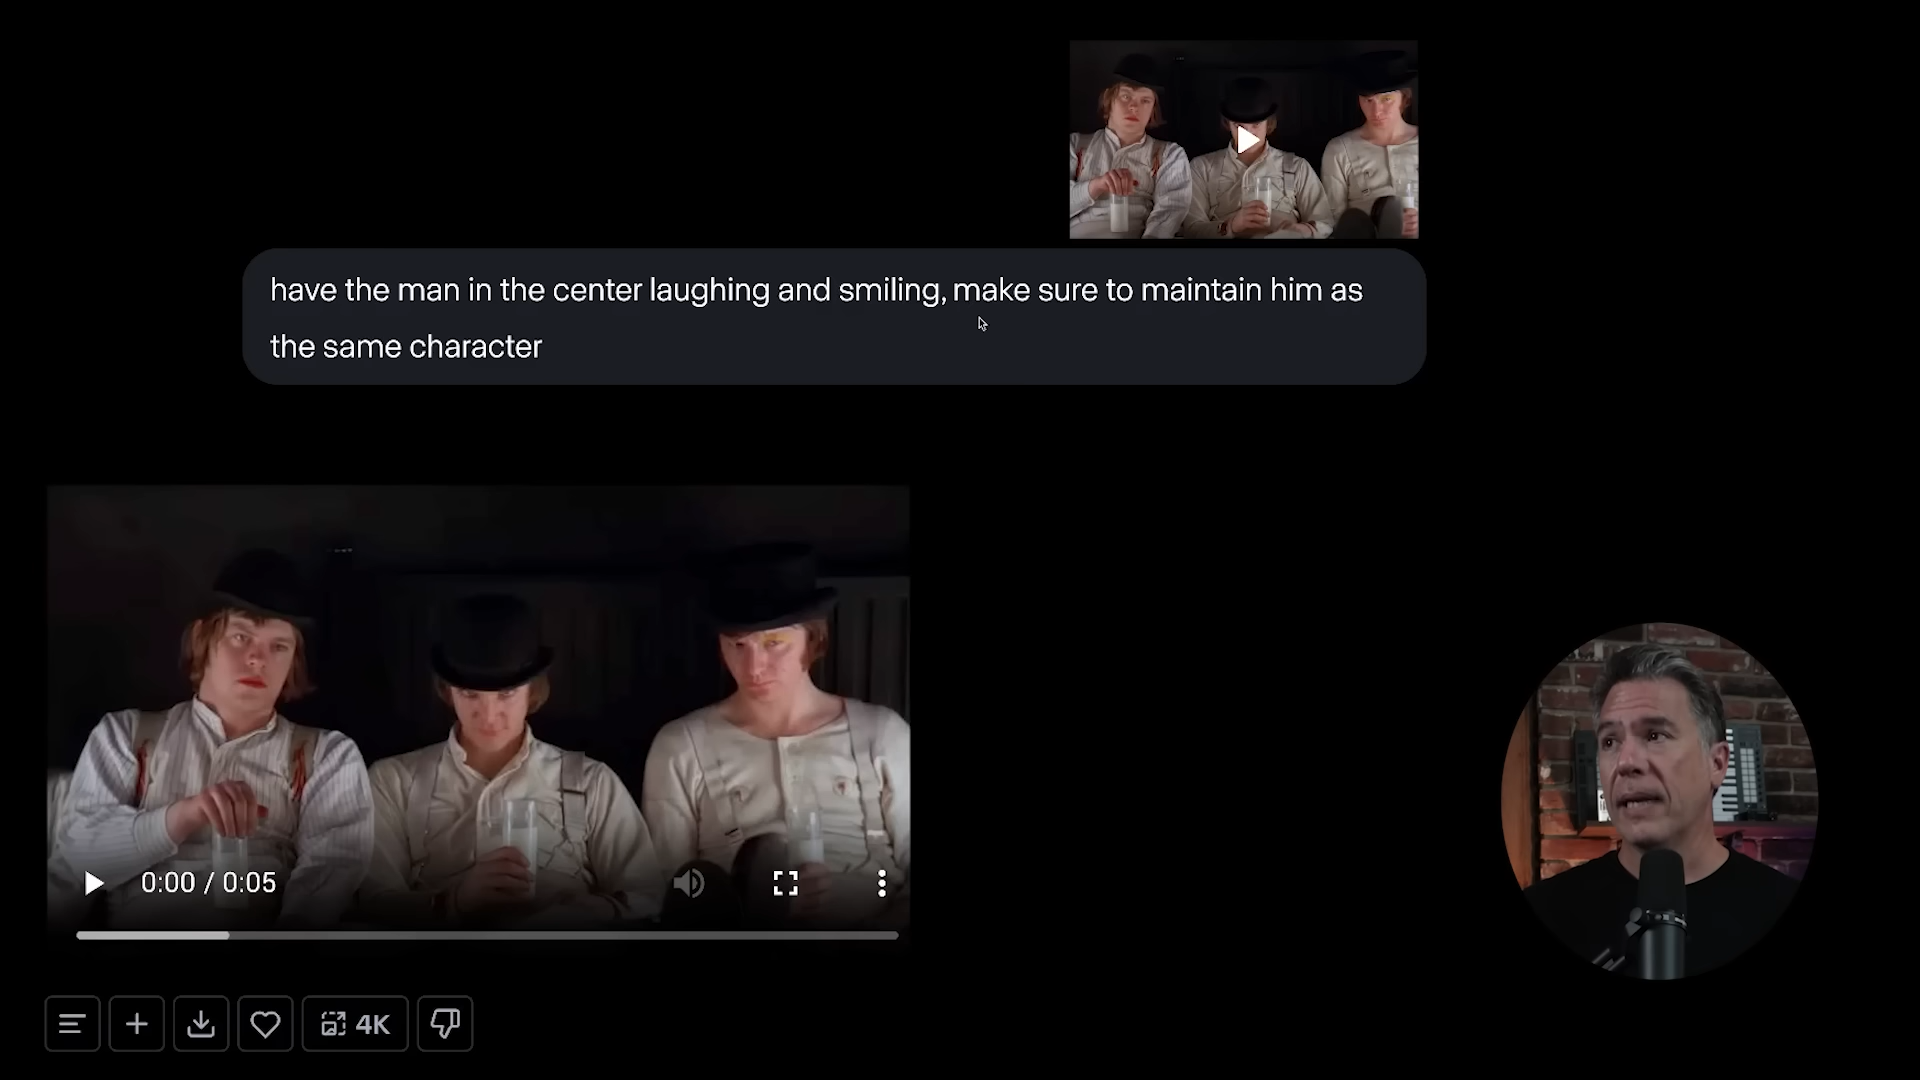 have the man in the center laughing and smiling, make sure to maintain him as
the same character
0:00 / 0:05
4K